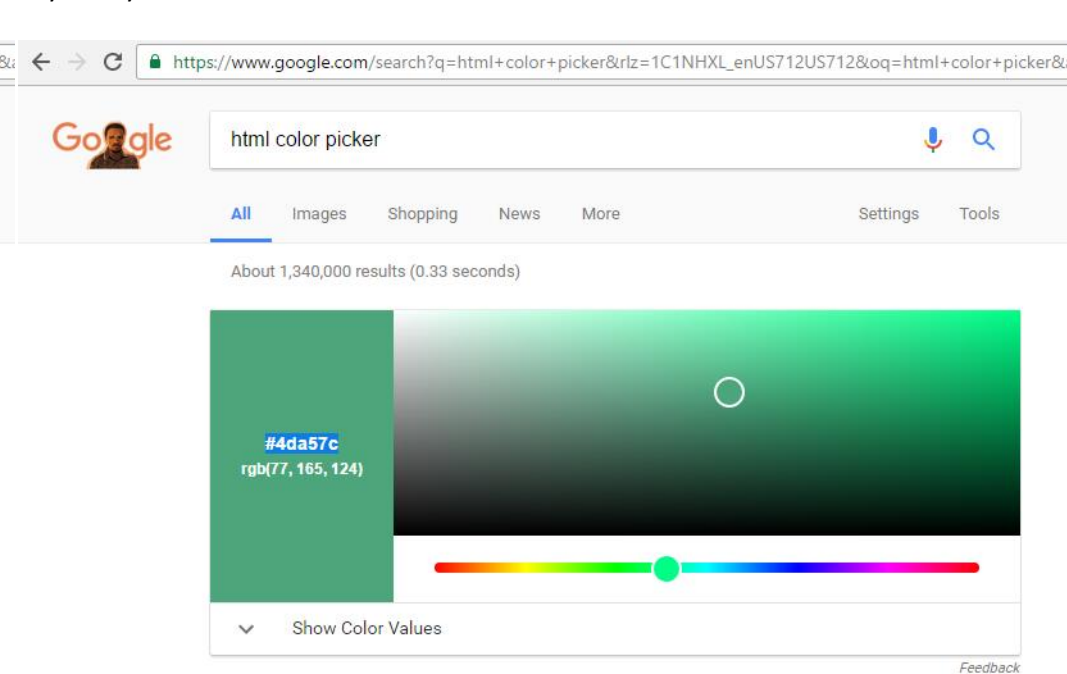 &
https://www.google.com/search?q=html+color+picker&rlz=1C1NHXL_enUS712US712&oq=html+color+picker&
Google
html color picker
All Images Shopping News More Settings Tools
About 1,340,000 results (0.33 seconds)
#4da57c
rgb(77, 165, 124)
Show Color Values
Feedback